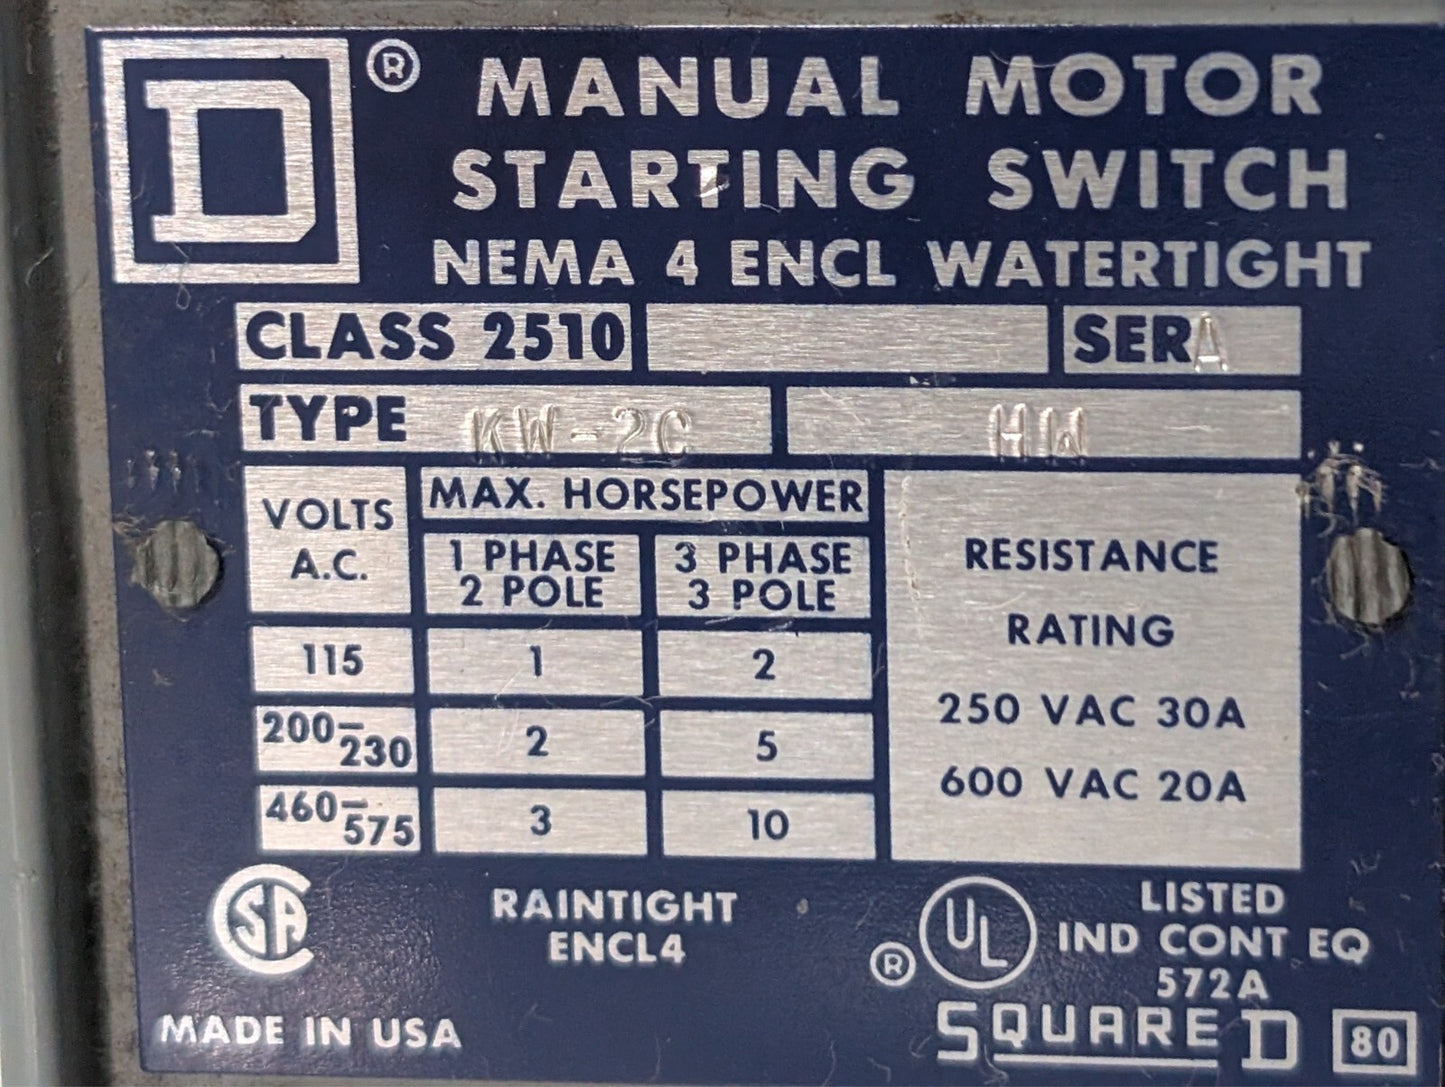 D ® MANUAL MOTOR
STARTING SWITCH
NEMA 4 ENCL WATERTIGHT
CLASS 2510 SER A
TYPE KW-2C HW
VOLTS
A.C.
MAX. HORSEPOWER
1 PHASE
2 POLE
3 PHASE
3 POLE
115 1 2
200-230 2 5
460-575 3 10
RESISTANCE
RATING
250 VAC 30A
600 VAC 20A
CSA
RAINTIGHT
ENCL4
MADE IN USA
UL ®
LISTED
IND CONT EQ
572A
SQUARE D 80